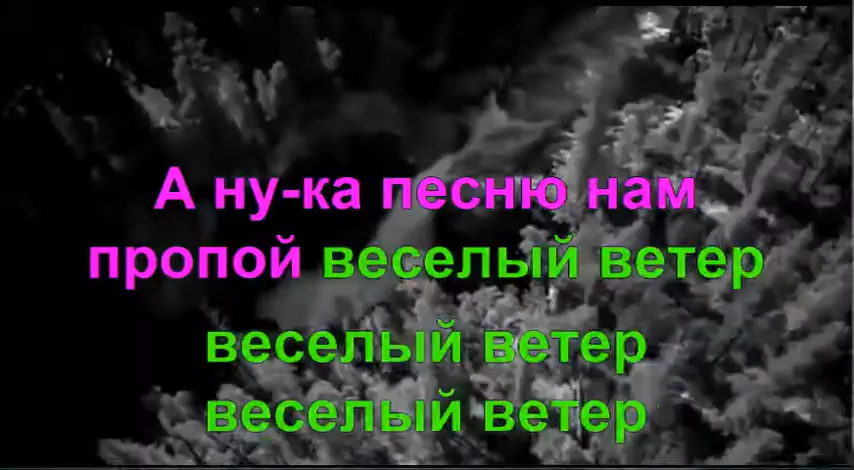 А ну-ка песню нам
пропой веселый ветер
веселый ветер
веселый ветер